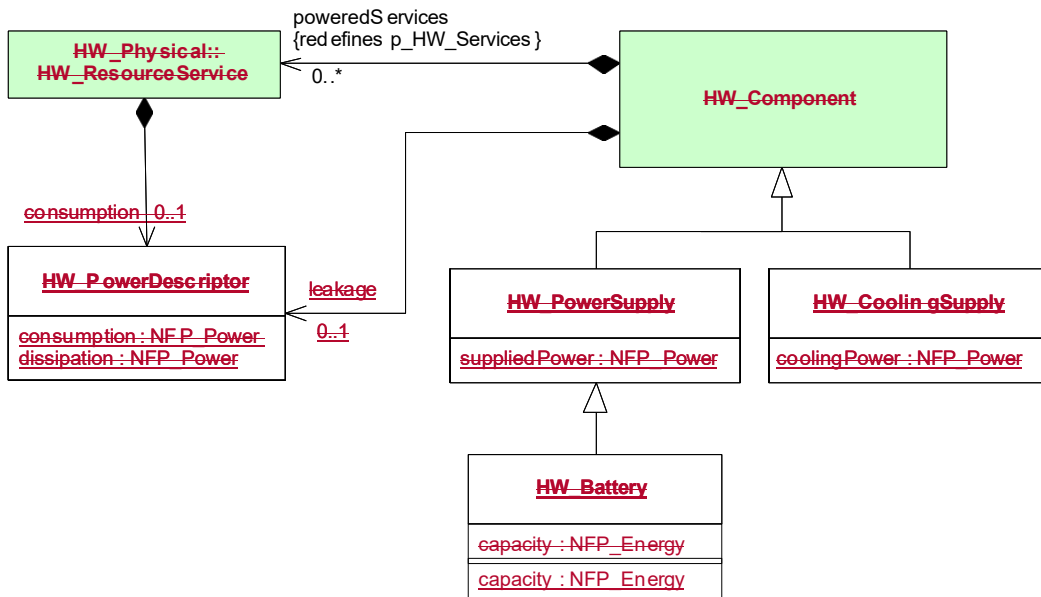 poweredServices
{redefines p_HW_Services}
0..*
HW_Physical::
HW_ResourceService
HW_Component
consumption 0..1
HW_PowerDescriptor
consumption : NFP_Power
dissipation : NFP_Power
leakage
0..1
HW_PowerSupply
suppliedPower : NFP_Power
HW_CoolingSupply
coolingPower : NFP_Power
HW_Battery
capacity : NFP_Energy
capacity : NFP_Energy